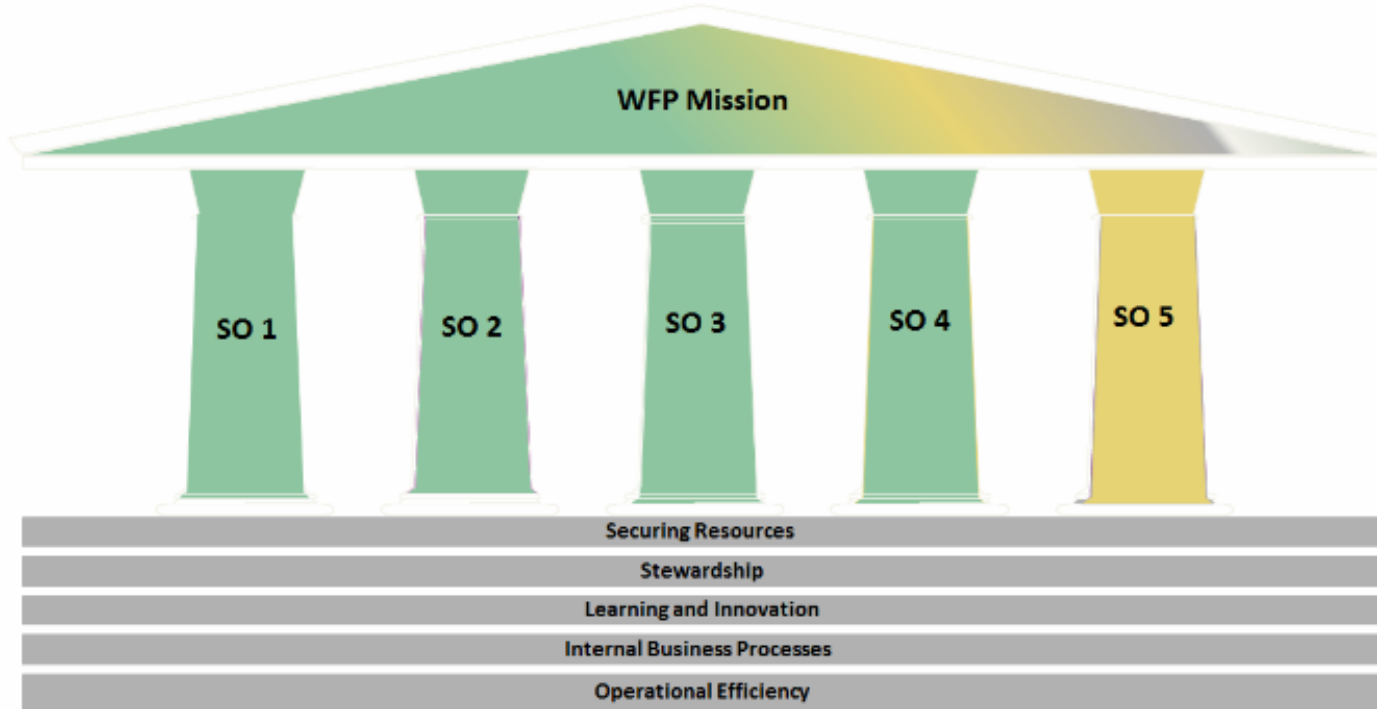 WFP Mission
SO 1
SO 2
SO 3
SO 4
SO 5
Securing Resources
Stewardship
Learning and Innovation
Internal Business Processes
Operational Efficiency